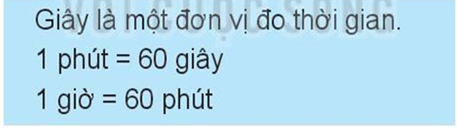 Giây là một đơn vị đo thời gian.
1 phút = 60 giây
1 giờ = 60 phút